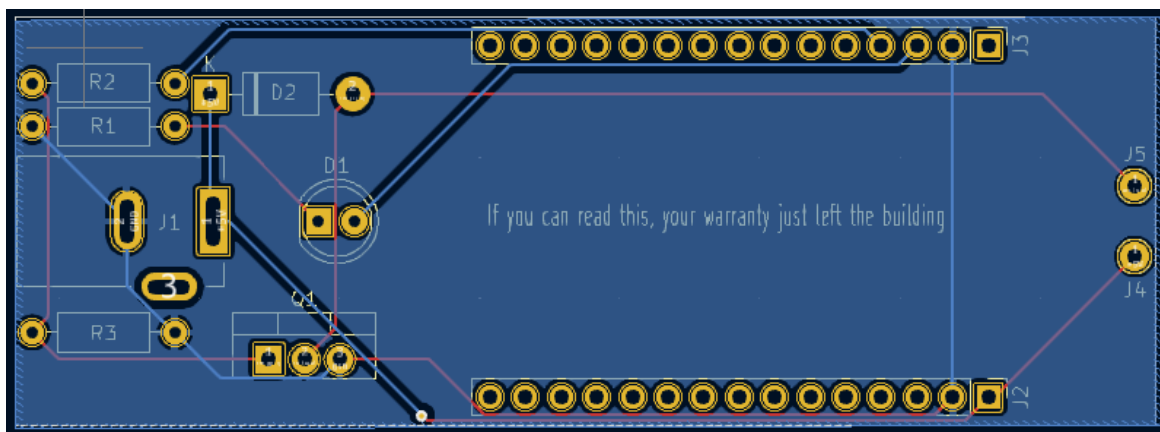 J3
K
R2
D2
R1
D1
J5
If you can read this, your warranty just left the building
J1
3
J4
Q1
R3
J2